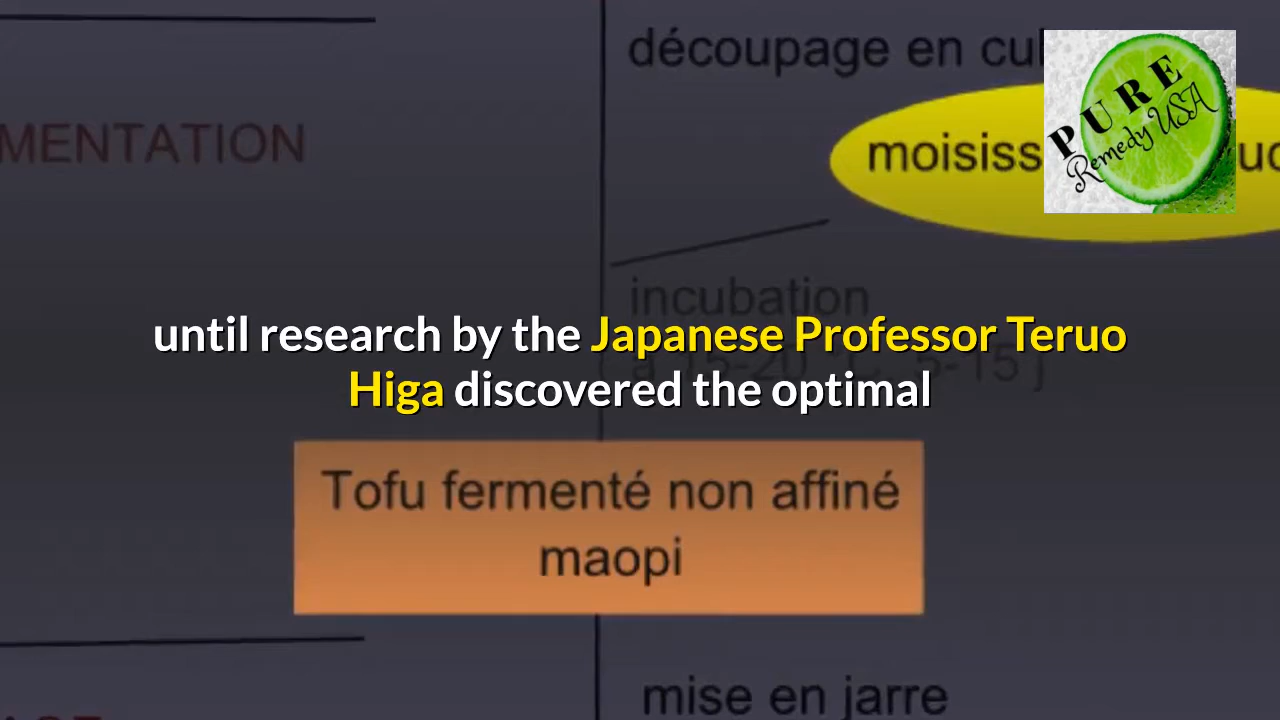 découpage en
PURE
Remedy USA
MENTATION
moisiss
incubation
until research by the Japanese Professor Teruo
Higa discovered the optimal
Tofu fermenté non affiné
maopi
mise en jarre